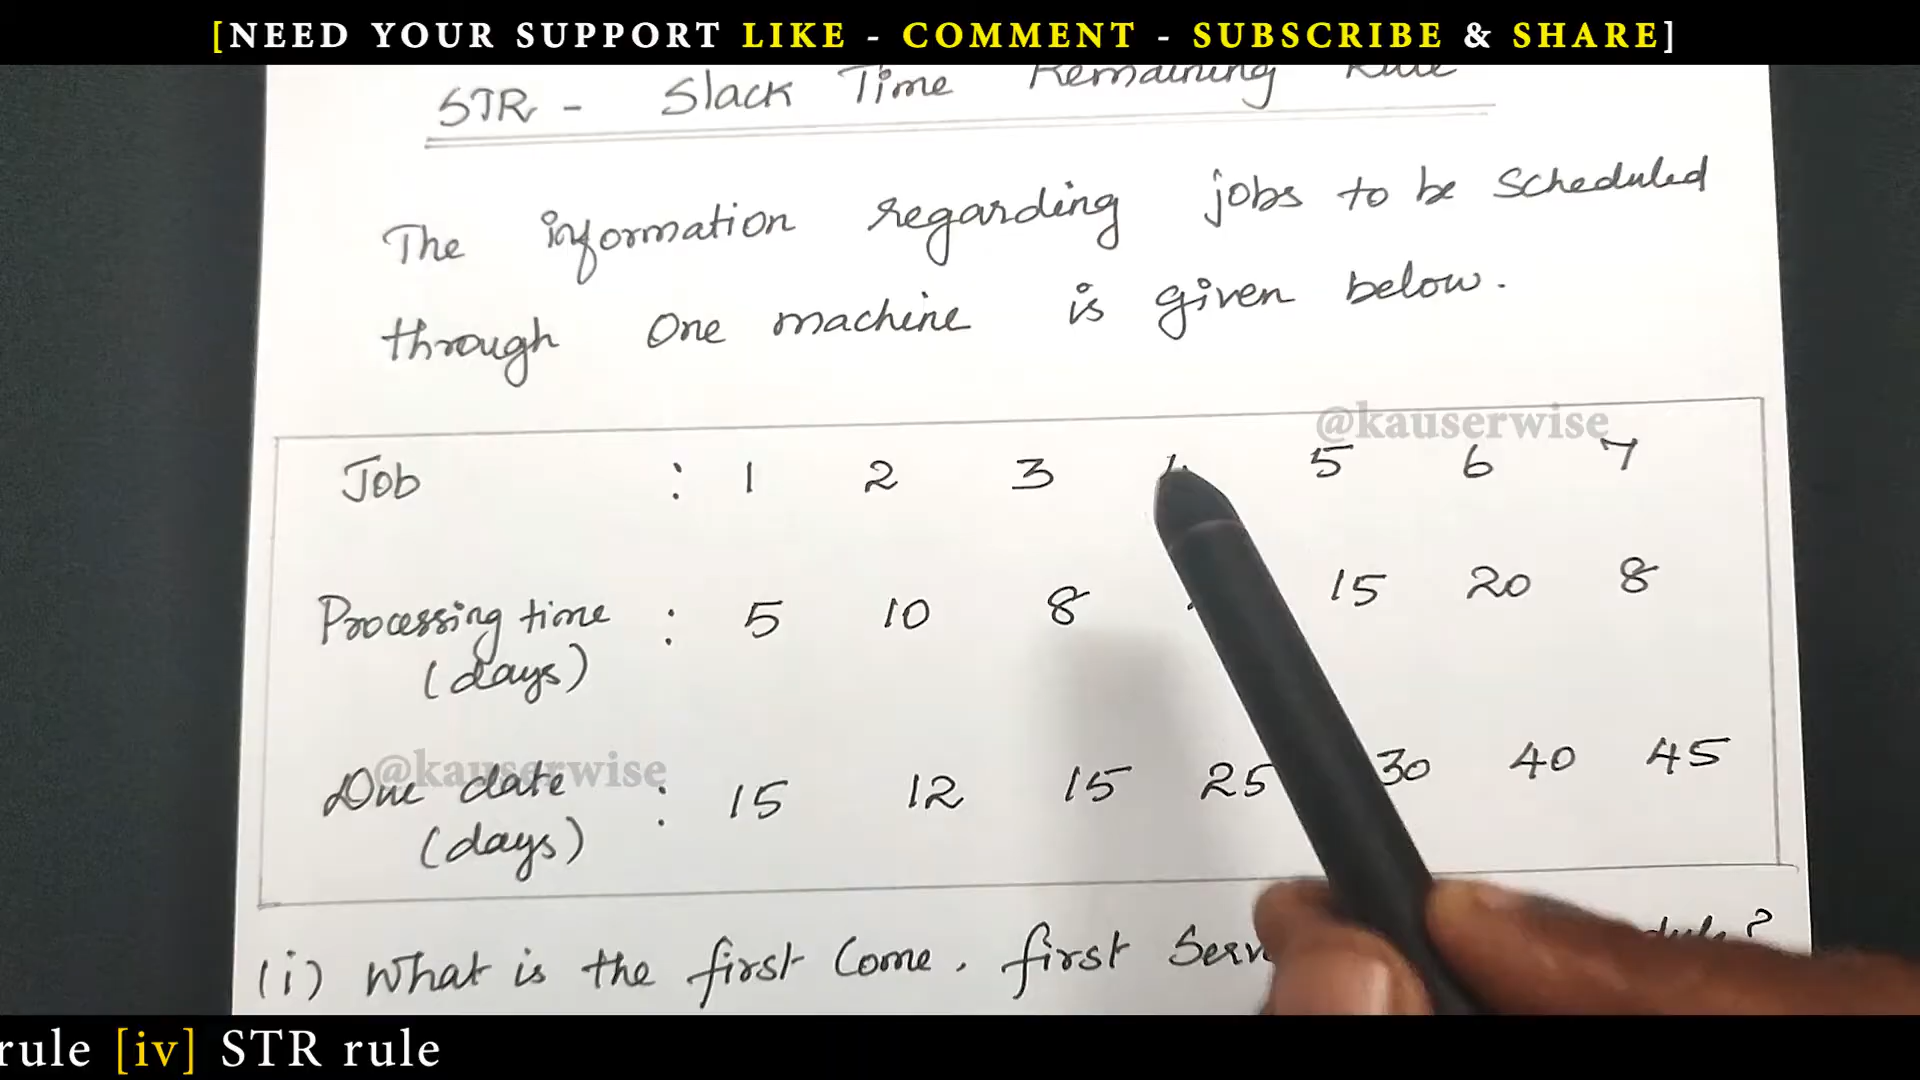 [NEED YOUR SUPPORT LIKE - COMMENT - SUBSCRIBE & SHARE]
STR - Slack Time Remaining Rule
The information regarding jobs to be scheduled
through One machine is given below.
@kauserwise
Job : 1 2 3 5 6 7
Processing time : 5 10 8 15 20 8
(days)
@kauserwise
Due date : 15 12 15 25 30 40 45
(days)
(i) What is the first Come, first
rule [iv] STR rule